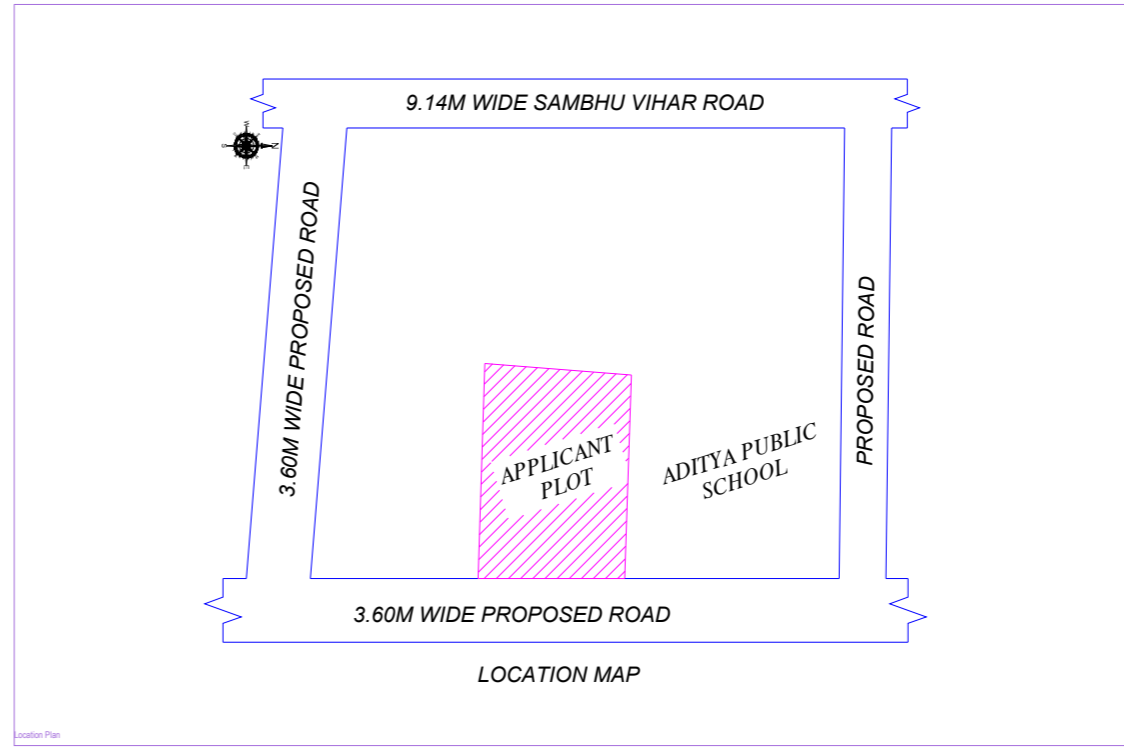 9.14M WIDE SAMBHU VIHAR ROAD
W
S
N
E
3.60M WIDE PROPOSED ROAD
PROPOSED ROAD
APPLICANT
PLOT
ADITYA PUBLIC
SCHOOL
3.60M WIDE PROPOSED ROAD
LOCATION MAP
Location Plan